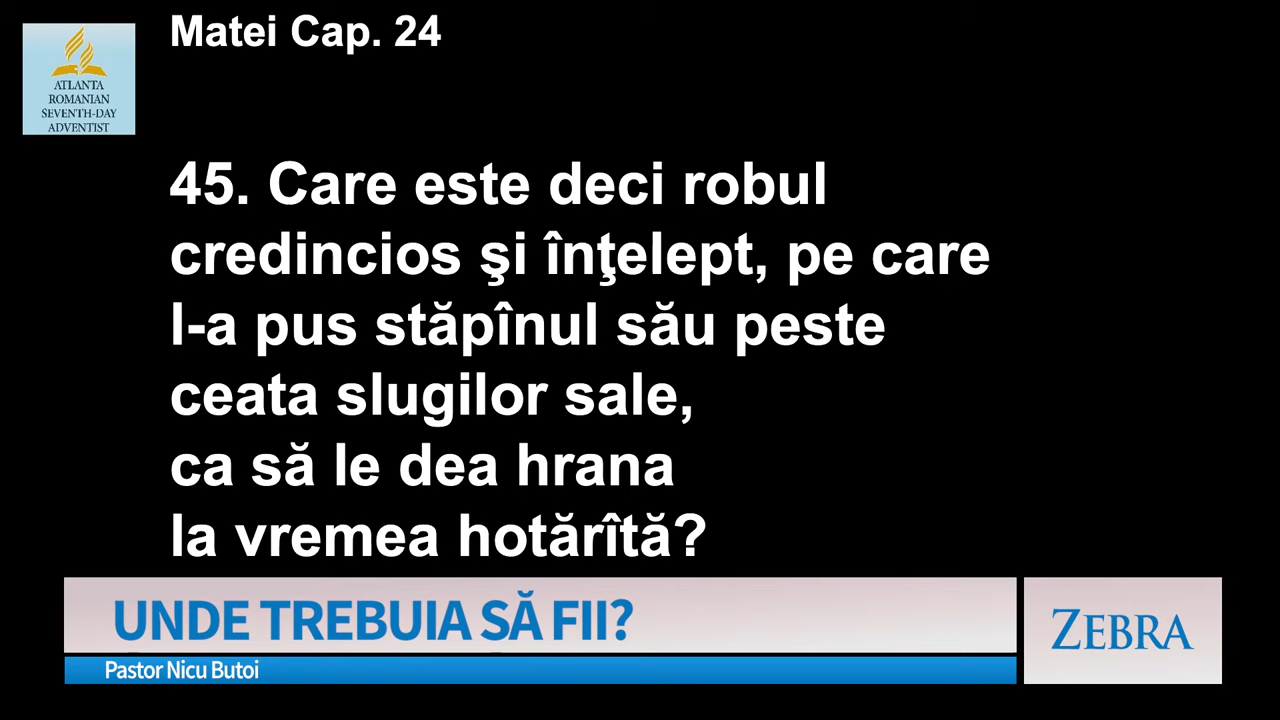 Matei Cap. 24
ATLANTA
ROMANIAN
SEVENTH-DAY
ADVENTIST
45. Care este deci robul
credincios şi înţelept, pe care
l-a pus stăpînul său peste
ceata slugilor sale,
ca să le dea hrana
la vremea hotărîtă?
UNDE TREBUIA SĂ FII?
Pastor Nicu Butoi
ZEBRA